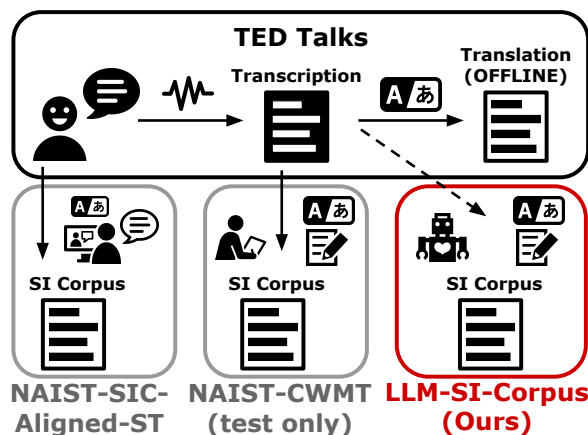 TED Talks
Transcription
Translation
(OFFLINE)
A/あ
A/あ
A/あ
A/あ
SI Corpus
SI Corpus
SI Corpus
NAIST-SIC-
Aligned-ST
NAIST-CWMT
(test only)
LLM-SI-Corpus
(Ours)